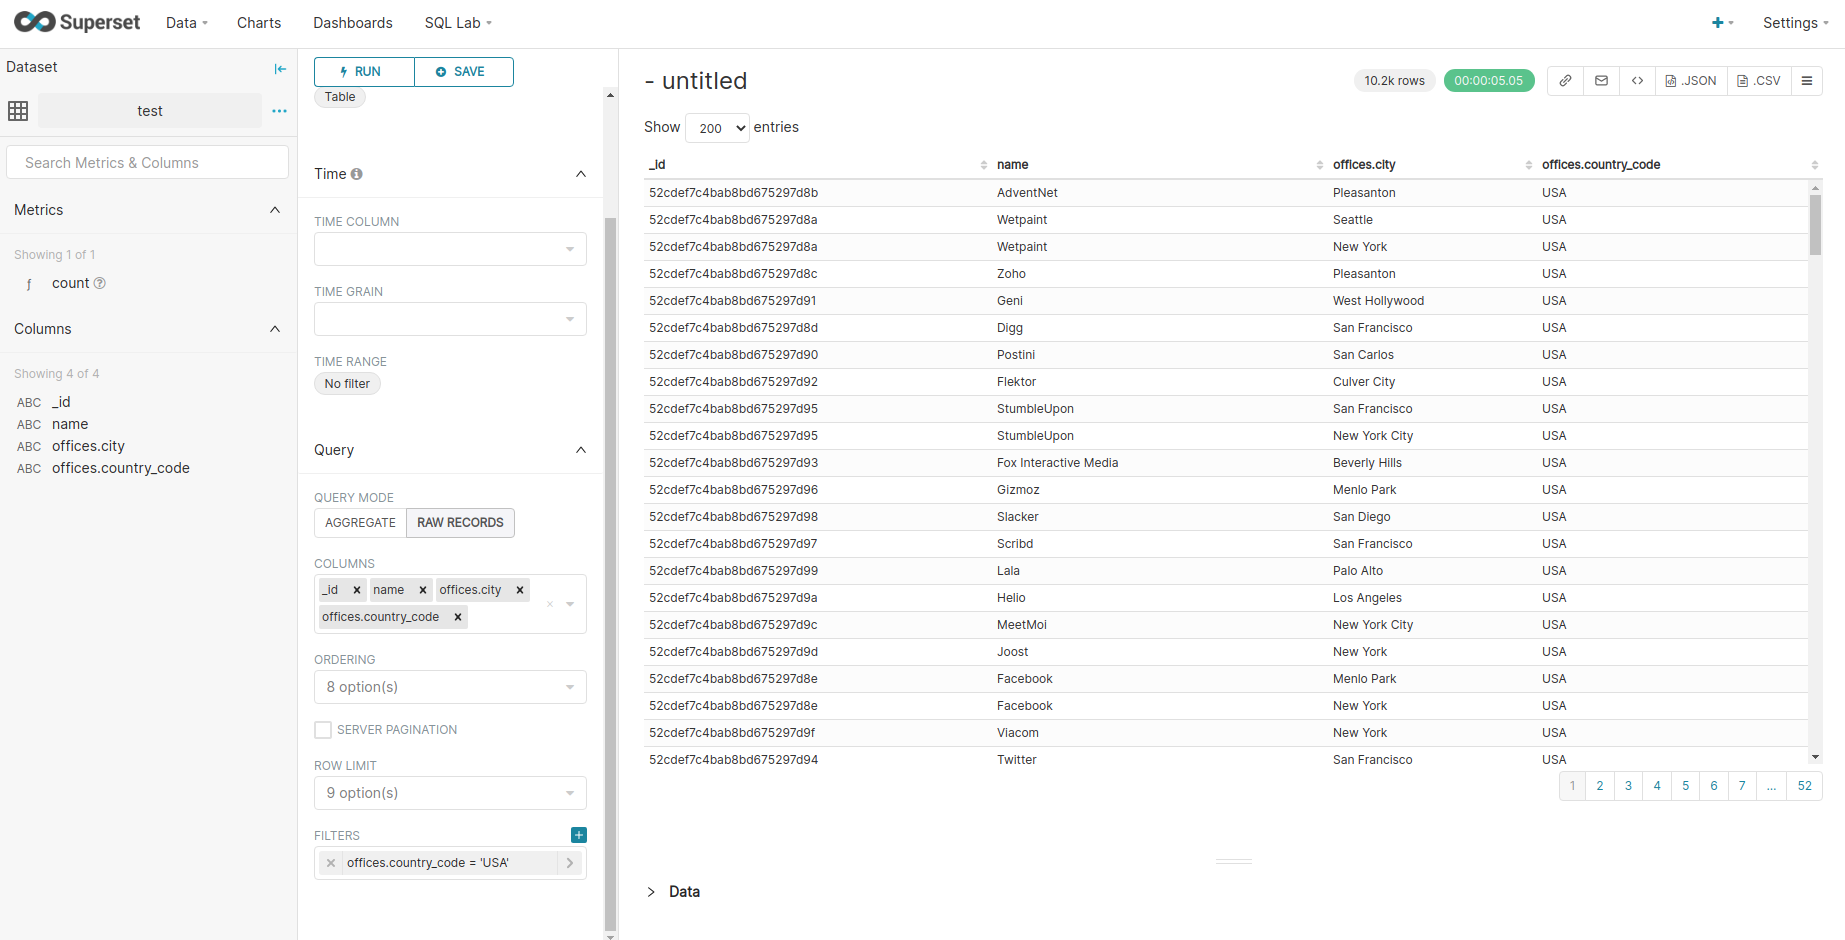 Superset Data Charts Dashboards SQL Lab + Settings
Dataset
test
Search Metrics & Columns
Metrics
Showing 1 of 1
ƒ count ?
Columns
Showing 4 of 4
ABC _id
ABC name
ABC offices.city
ABC offices.country_code
RUN SAVE
Table
Time
TIME COLUMN
TIME GRAIN
TIME RANGE
No filter
Query
QUERY MODE
AGGREGATE RAW RECORDS
COLUMNS
_id × name × offices.city ×
offices.country_code ×
ORDERING
8 option(s)
SERVER PAGINATION
ROW LIMIT
9 option(s)
FILTERS +
× offices.country_code = 'USA'
- untitled
10.2k rows 00:00:05.05 .JSON .CSV
Show 200 entries
_id name offices.city offices.country_code
52cdef7c4bab8bd675297d8b AdventNet Pleasanton USA
52cdef7c4bab8bd675297d8a Wetpaint Seattle USA
52cdef7c4bab8bd675297d8a Wetpaint New York USA
52cdef7c4bab8bd675297d8c Zoho Pleasanton USA
52cdef7c4bab8bd675297d91 Geni West Hollywood USA
52cdef7c4bab8bd675297d8d Digg San Francisco USA
52cdef7c4bab8bd675297d90 Postini San Carlos USA
52cdef7c4bab8bd675297d92 Flektor Culver City USA
52cdef7c4bab8bd675297d95 StumbleUpon San Francisco USA
52cdef7c4bab8bd675297d95 StumbleUpon New York City USA
52cdef7c4bab8bd675297d93 Fox Interactive Media Beverly Hills USA
52cdef7c4bab8bd675297d96 Gizmoz Menlo Park USA
52cdef7c4bab8bd675297d98 Slacker San Diego USA
52cdef7c4bab8bd675297d97 Scribd San Francisco USA
52cdef7c4bab8bd675297d99 Lala Palo Alto USA
52cdef7c4bab8bd675297d9a Helio Los Angeles USA
52cdef7c4bab8bd675297d9c MeetMoi New York City USA
52cdef7c4bab8bd675297d9d Joost New York USA
52cdef7c4bab8bd675297d8e Facebook Menlo Park USA
52cdef7c4bab8bd675297d8e Facebook New York USA
52cdef7c4bab8bd675297d9f Viacom New York USA
52cdef7c4bab8bd675297d94 Twitter San Francisco USA
1 2 3 4 5 6 7 ... 52
Data